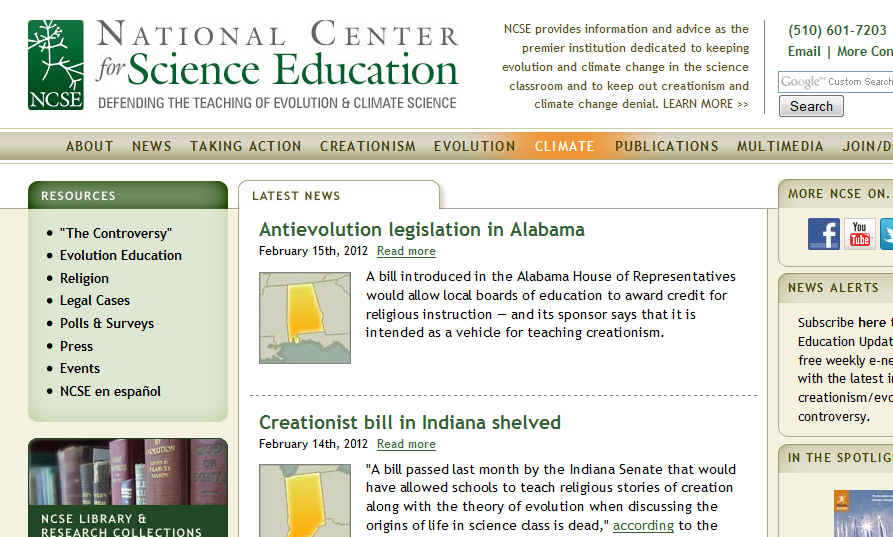 NATIONAL CENTER
for Science Education
NCSE
DEFENDING THE TEACHING OF EVOLUTION & CLIMATE SCIENCE
NCSE provides information and advice as the
premier institution dedicated to keeping
evolution and climate change in the science
classroom and to keep out creationism and
climate change denial. LEARN MORE >>
(510) 601-7203
Email | More Con
Google Custom Search
Search
ABOUT NEWS TAKING ACTION CREATIONISM EVOLUTION CLIMATE PUBLICATIONS MULTIMEDIA JOIN/D
RESOURCES
• "The Controversy"
• Evolution Education
• Religion
• Legal Cases
• Polls & Surveys
• Press
• Events
• NCSE en español
NCSE LIBRARY &
RESEARCH COLLECTIONS
LATEST NEWS
Antievolution legislation in Alabama
February 15th, 2012 Read more
A bill introduced in the Alabama House of Representatives
would allow local boards of education to award credit for
religious instruction — and its sponsor says that it is
intended as a vehicle for teaching creationism.
Creationist bill in Indiana shelved
February 14th, 2012 Read more
"A bill passed last month by the Indiana Senate that would
have allowed schools to teach religious stories of creation
along with the theory of evolution when discussing the
origins of life in science class is dead," according to the
MORE NCSE ON.
f
You
Tube
NEWS ALERTS
Subscribe here t
Education Updat
free weekly e-ne
with the latest i
creationism/evo
controversy.
IN THE SPOTLIG